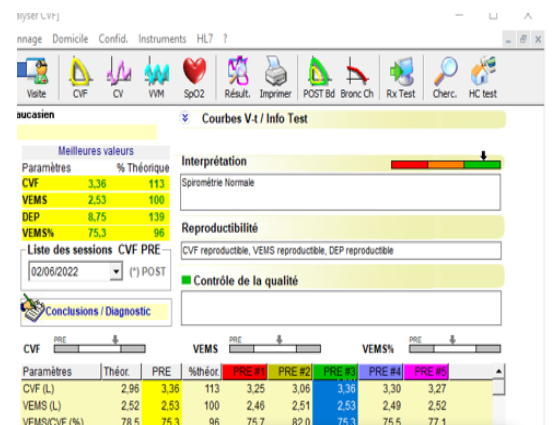 alyser CVF]
nnage Domicile Confid. Instruments HL7 ?
Visite CVF CV VVM SpO2 Résult. Imprimer POST Bd Bronc Ch Rx Test Cherc. HC test
aucasien
Courbes V-t / Info Test
Meilleures valeurs
Paramètres % Théorique
CVF 3,36 113
VEMS 2,53 100
DEP 8,75 139
VEMS% 75,3 96
Interprétation
Spirométrie Normale
Reproductibilité
CVF reproductible, VEMS reproductible, DEP reproductible
Liste des sessions CVF PRE
02/06/2022 (*) POST
Contrôle de la qualité
Conclusions / Diagnostic
CVF PRE VEMS PRE VEMS% PRE
Paramètres Théor. PRE %théor. PRE #1 PRE #2 PRE #3 PRE #4 PRE #5
CVF (L) 2,96 3,36 113 3,25 3,06 3,36 3,30 3,27
VEMS (L) 2,52 2,53 100 2,46 2,51 2,53 2,49 2,52
VEMS/CVF (%) 78,5 75,3 96 75,7 82,0 75,3 75,5 77,1